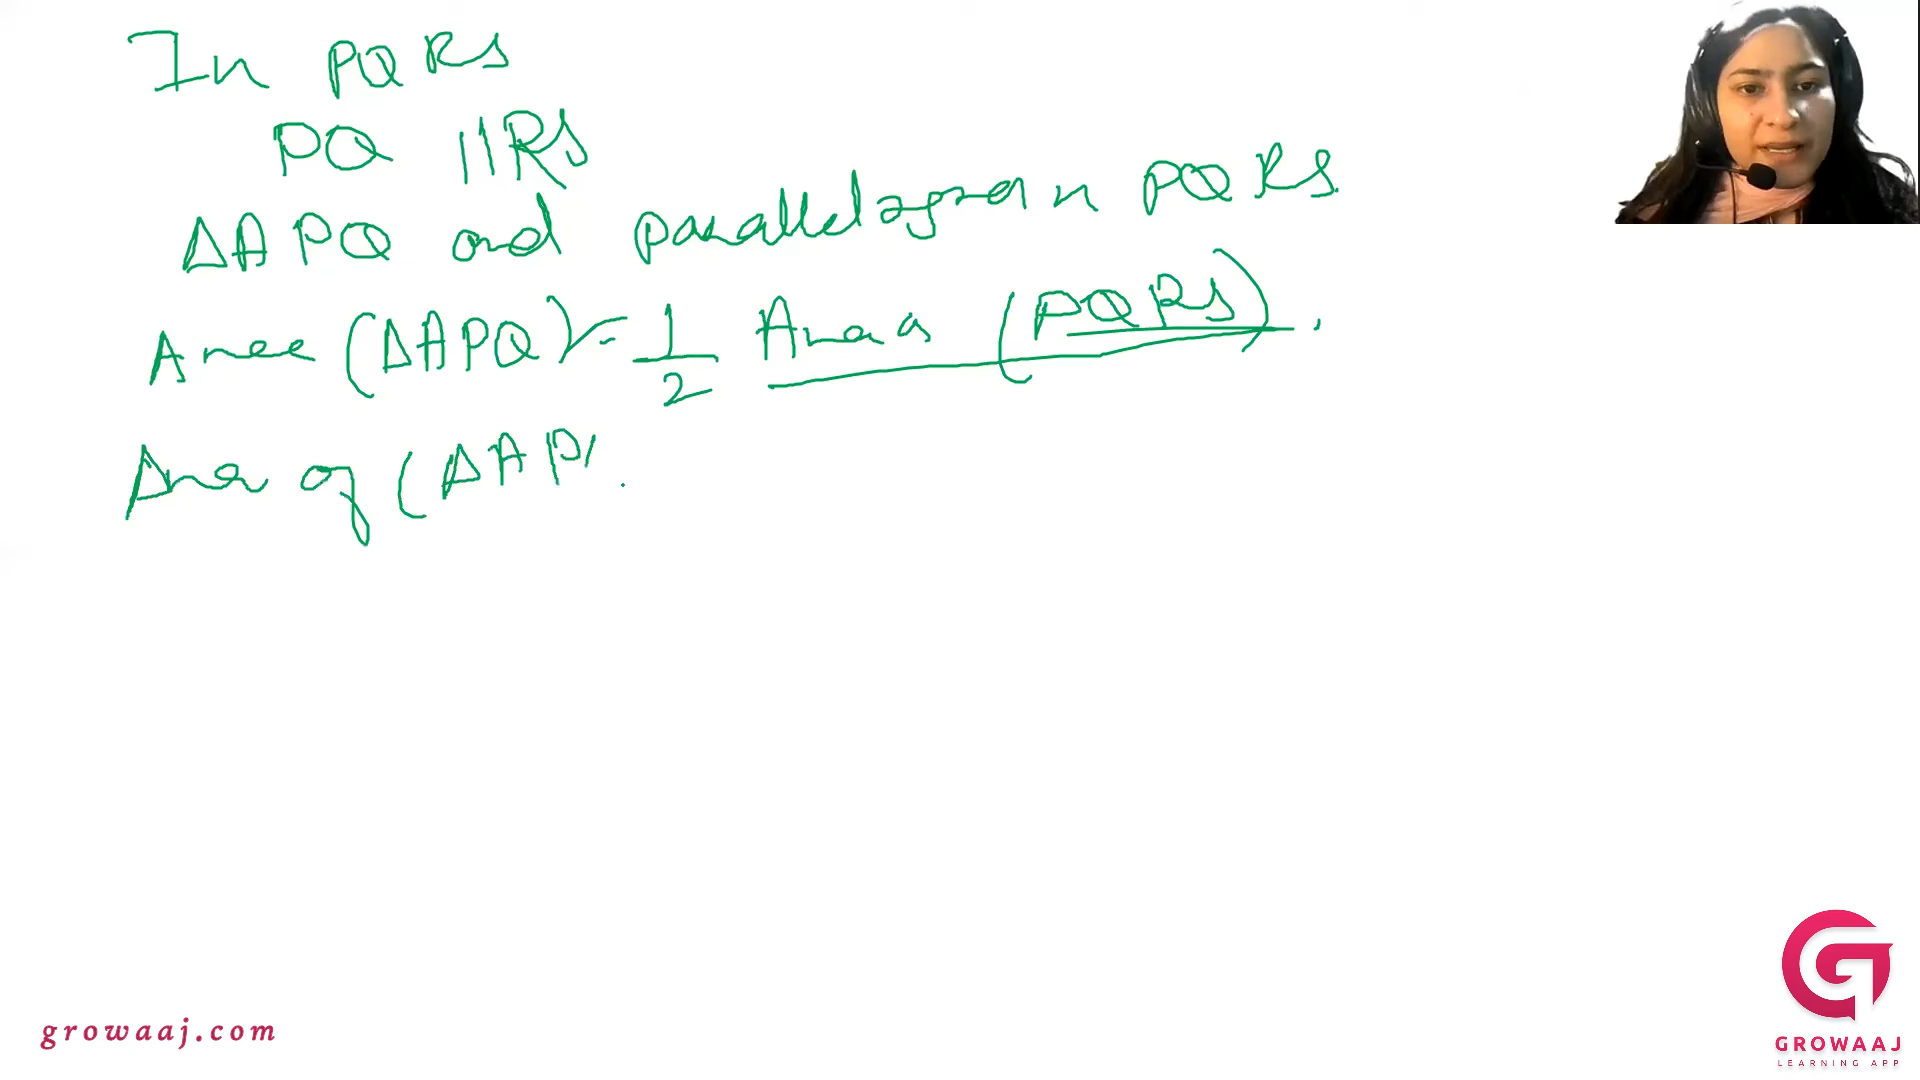 In PQRS
PQ ||RS
ΔAPQ and parallelogram PQRS
Area (ΔAPQ) = 1/2 Area (PQRS).
Area of (ΔAP
growaaj.com
GROWAAJ
LEARNING APP